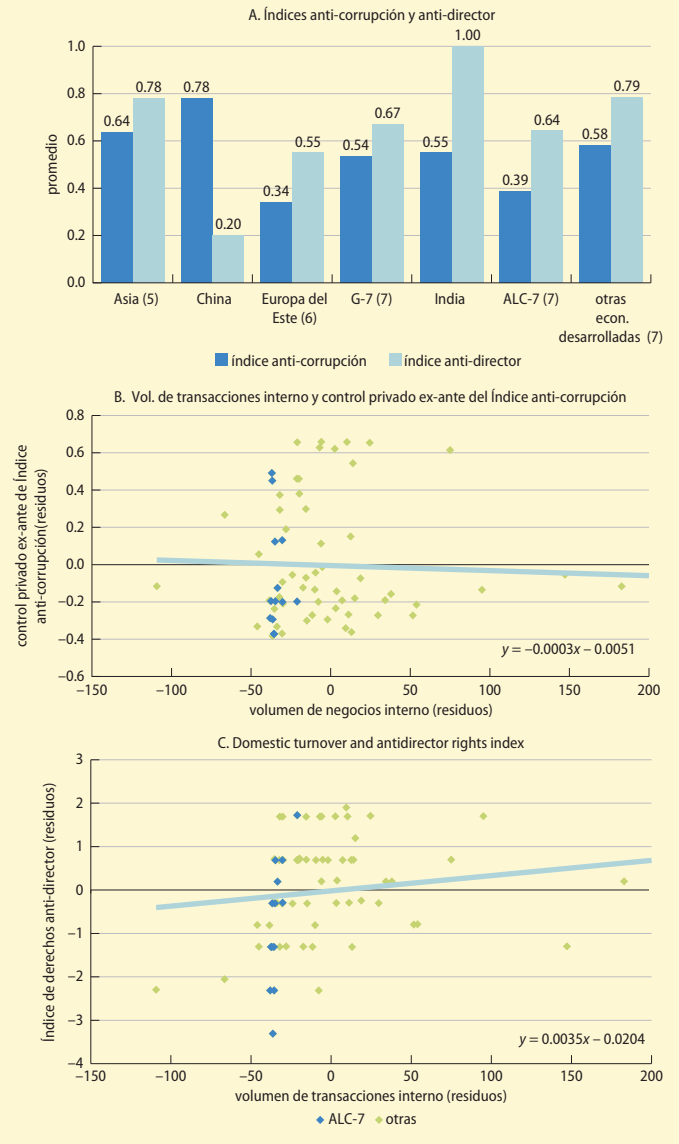 A. Índices anti-corrupción y anti-director
promedio
1.0
0.8
0.6
0.4
0.2
0.0
0.64
0.78
0.78
0.20
0.34
0.55
0.54
0.67
0.55
1.00
0.39
0.64
0.58
0.79
Asia (5)
China
Europa del
Este (6)
G-7 (7)
India
ALC-7 (7)
otras
econ.
desarrolladas (7)
índice anti-corrupción
índice anti-director
B. Vol. de transacciones interno y control privado ex-ante del Índice anti-corrupción
control privado ex-ante de Índice
anti-corrupción(residuos)
0.8
0.6
0.4
0.2
0.0
−0.2
−0.4
−0.6
y = −0.0003x − 0.0051
−150
−100
−50
0
50
100
150
200
volumen de negocios interno (residuos)
C. Domestic turnover and antidirector rights index
Índice de derechos anti-director (residuos)
3
2
1
0
−1
−2
−3
−4
y = 0.0035x − 0.0204
−150
−100
−50
0
50
100
150
200
volumen de transacciones interno (residuos)
ALC-7
otras